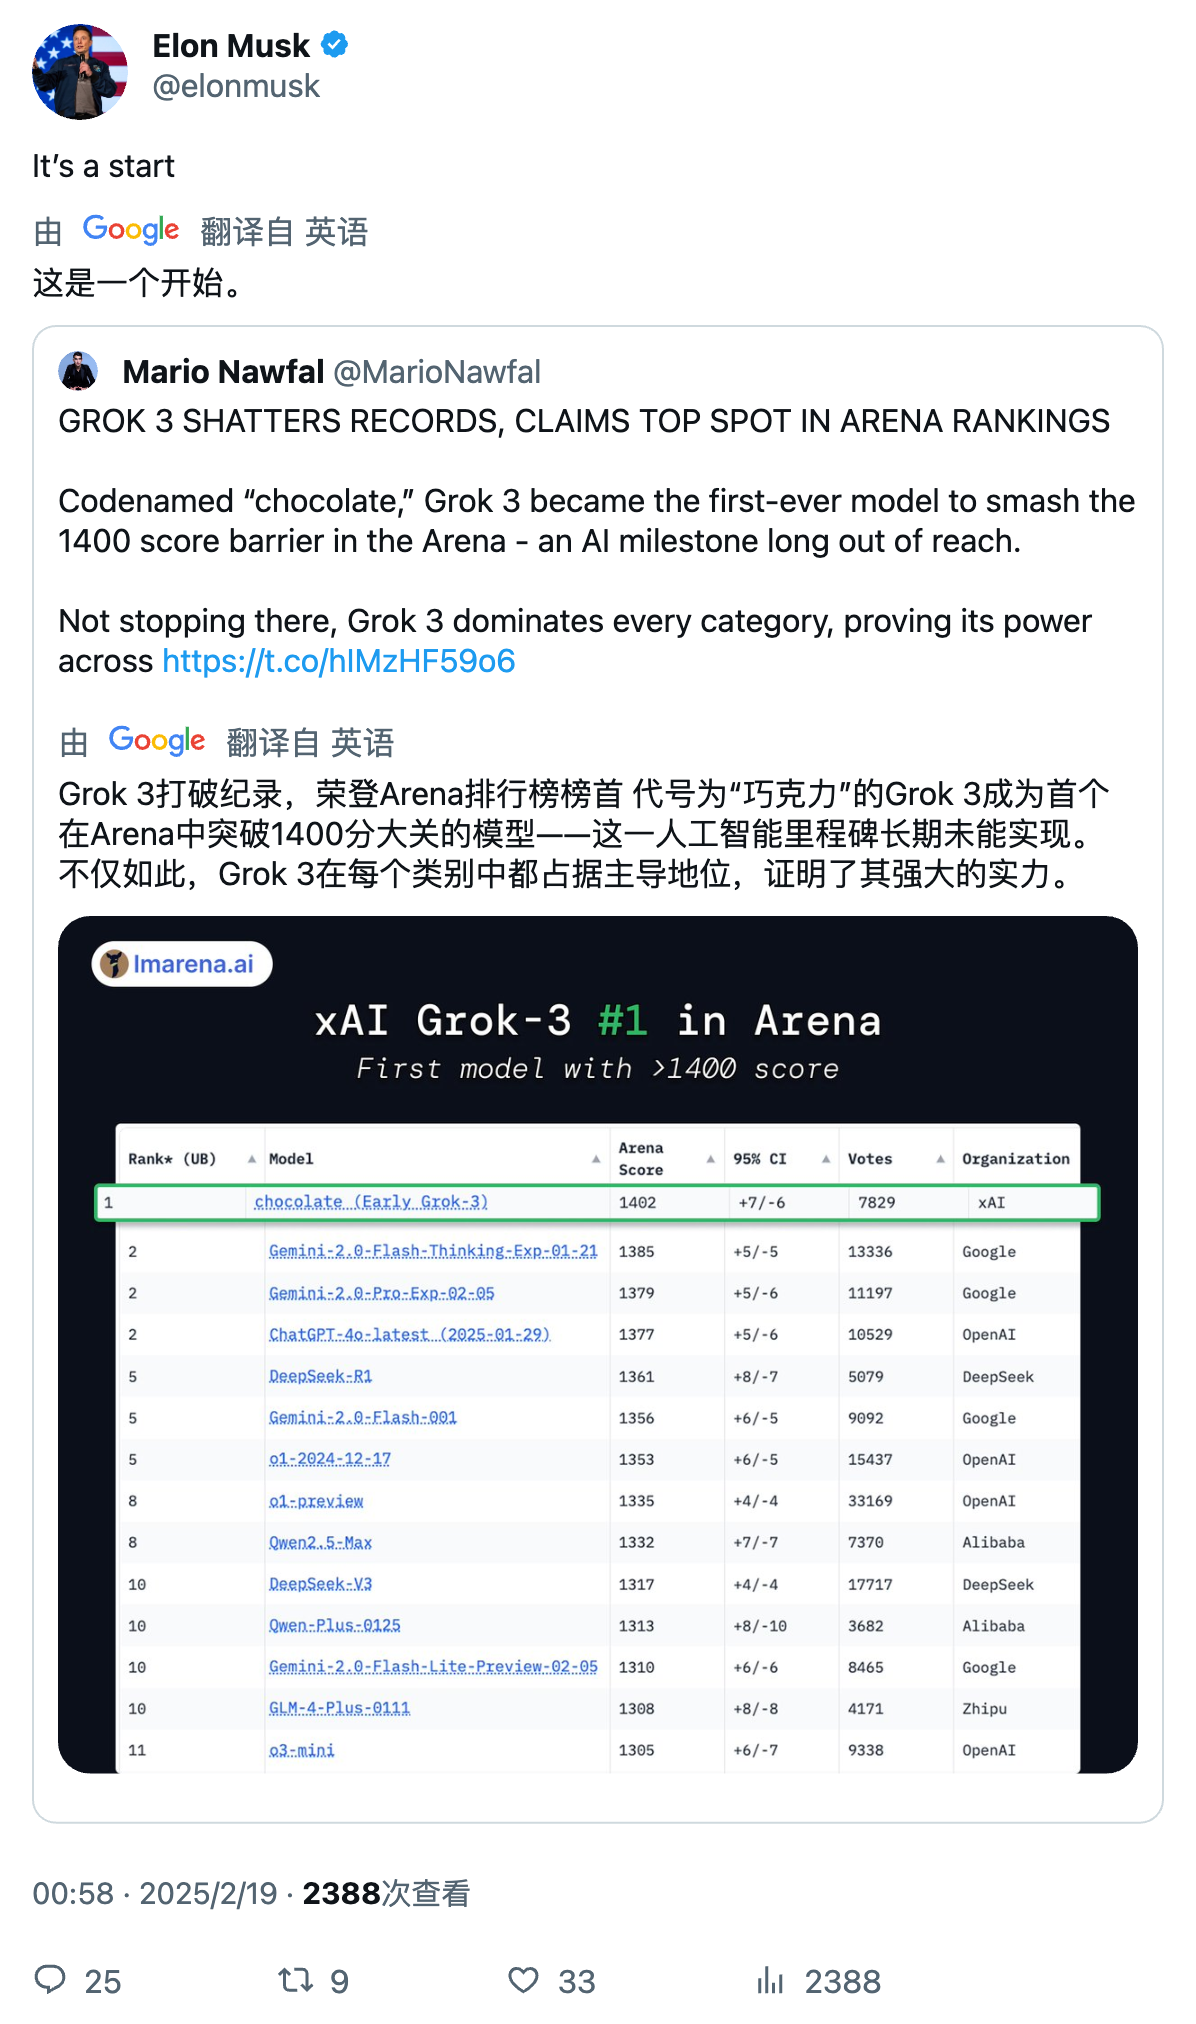 Elon Musk
@elonmusk
It’s a start
由 Google 翻译自 英语
这是一个开始。
Mario Nawfal @MarioNawfal
GROK 3 SHATTERS RECORDS, CLAIMS TOP SPOT IN ARENA RANKINGS
Codenamed “chocolate,” Grok 3 became the first-ever model to smash the
1400 score barrier in the Arena - an AI milestone long out of reach.
Not stopping there, Grok 3 dominates every category, proving its power
across https://t.co/hlMzHF59o6
由 Google 翻译自 英语
Grok 3打破纪录，荣登Arena排行榜榜首 代号为“巧克力”的Grok 3成为首个
在Arena中突破1400分大关的模型——这一人工智能里程碑长期未能实现。
不仅如此，Grok 3在每个类别中都占据主导地位，证明了其强大的实力。
lmarena.ai
xAI Grok-3 #1 in Arena
First model with >1400 score
Rank* (UB) Model Arena Score 95% CI Votes Organization
1 chocolate (Early Grok-3) 1402 +7/-6 7829 xAI
2 Gemini-2.0-Flash-Thinking-Exp-01-21 1385 +5/-5 13336 Google
2 Gemini-2.0-Pro-Exp-02-05 1379 +5/-6 11197 Google
2 ChatGPT-4o-latest (2025-01-29) 1377 +5/-6 10529 OpenAI
5 DeepSeek-R1 1361 +8/-7 5079 DeepSeek
5 Gemini-2.0-Flash-001 1356 +6/-5 9092 Google
5 o1-2024-12-17 1353 +6/-5 15437 OpenAI
8 o1-preview 1335 +4/-4 33169 OpenAI
8 Qwen2.5-Max 1332 +7/-7 7370 Alibaba
10 DeepSeek-V3 1317 +4/-4 17717 DeepSeek
10 Qwen-Plus-0125 1313 +8/-10 3682 Alibaba
10 Gemini-2.0-Flash-Lite-Preview-02-05 1310 +6/-6 8465 Google
10 GLM-4-Plus-0111 1308 +8/-8 4171 Zhipu
11 o3-mini 1305 +6/-7 9338 OpenAI
00:58 · 2025/2/19 · 2388次查看
25 9 33 2388